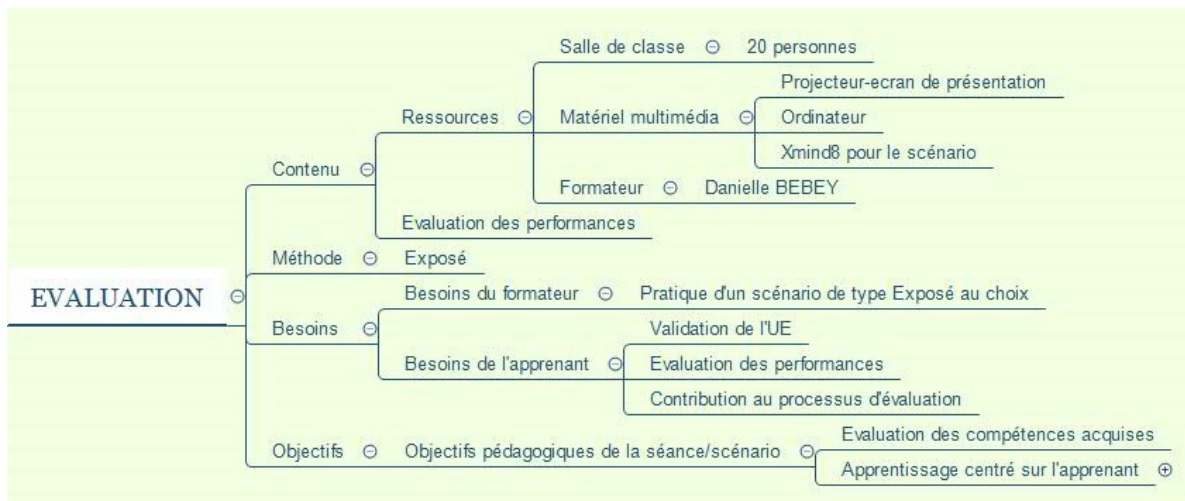 EVALUATION
Contenu
Ressources
Salle de classe
20 personnes
Matériel multimédia
Projecteur-ecran de présentation
Ordinateur
Xmind8 pour le scénario
Formateur
Danielle BEBEY
Evaluation des performances
Méthode
Exposé
Besoins
Besoins du formateur
Pratique d'un scénario de type Exposé au choix
Besoins de l'apprenant
Validation de l'UE
Evaluation des performances
Contribution au processus d'évaluation
Objectifs
Objectifs pédagogiques de la séance/scénario
Evaluation des compétences acquises
Apprentissage centré sur l'apprenant